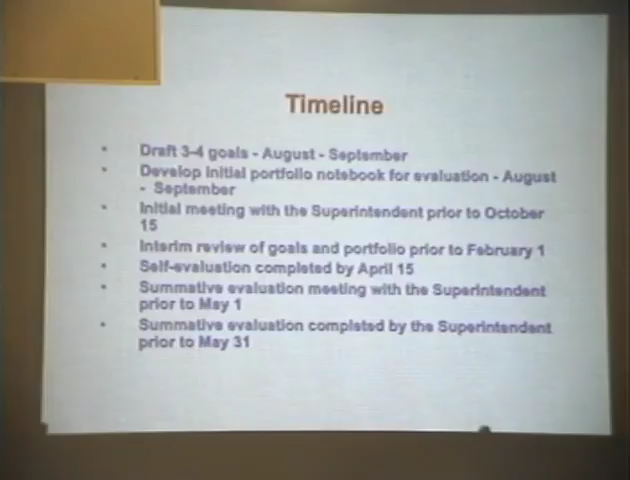 Timeline
• Draft 3-4 goals - August - September
• Develop initial portfolio notebook for evaluation - August
- September
• Initial meeting with the Superintendent prior to October
15
• Interim review of goals and portfolio prior to February 1
• Self-evaluation completed by April 15
• Summative evaluation meeting with the Superintendent
prior to May 1
• Summative evaluation completed by the Superintendent
prior to May 31